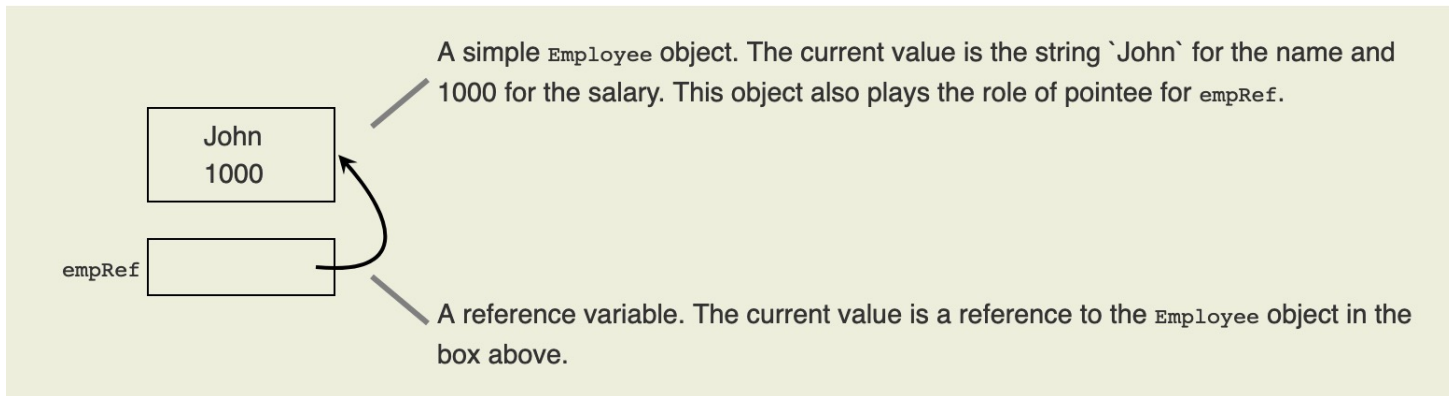 A simple Employee object. The current value is the string `John` for the name and
1000 for the salary. This object also plays the role of pointee for empRef.
John
1000
empRef
A reference variable. The current value is a reference to the Employee object in the
box above.